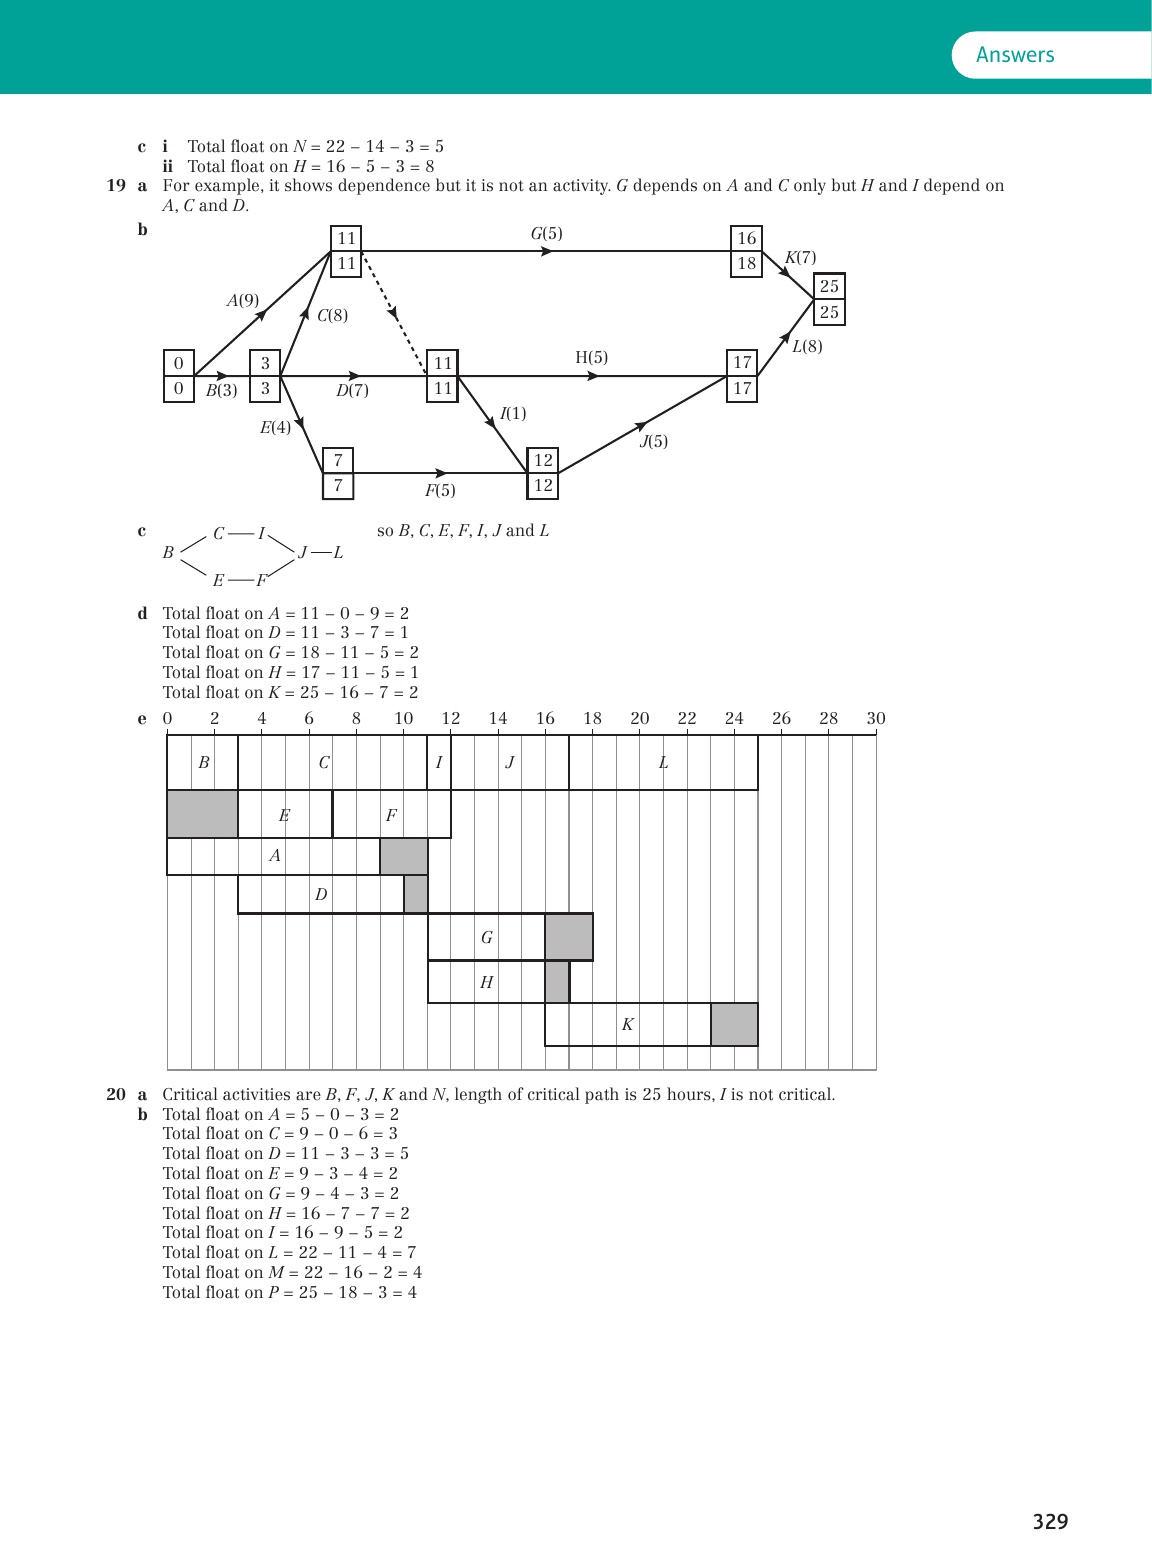 Answers
c i Total float on N = 22 – 14 – 3 = 5
ii Total float on H = 16 – 5 – 3 = 8
19 a For example, it shows dependence but it is not an activity. G depends on A and C only but H and I depend on
A, C and D.
b
11
11
G(5)
16
18
K(7)
25
25
A(9)
C(8)
L(8)
0
0
B(3)
3
3
D(7)
11
11
H(5)
17
17
E(4)
I(1)
J(5)
7
7
F(5)
12
12
c
C I
B J L
E F
so B, C, E, F, I, J and L
d Total float on A = 11 – 0 – 9 = 2
Total float on D = 11 – 3 – 7 = 1
Total float on G = 18 – 11 – 5 = 2
Total float on H = 17 – 11 – 5 = 1
Total float on K = 25 – 16 – 7 = 2
e 0 2 4 6 8 10 12 14 16 18 20 22 24 26 28 30
B C I J L
E F
A
D
G
H
K
20 a Critical activities are B, F, J, K and N, length of critical path is 25 hours, I is not critical.
b Total float on A = 5 – 0 – 3 = 2
Total float on C = 9 – 0 – 6 = 3
Total float on D = 11 – 3 – 3 = 5
Total float on E = 9 – 3 – 4 = 2
Total float on G = 9 – 4 – 3 = 2
Total float on H = 16 – 7 – 7 = 2
Total float on I = 16 – 9 – 5 = 2
Total float on L = 22 – 11 – 4 = 7
Total float on M = 22 – 16 – 2 = 4
Total float on P = 25 – 18 – 3 = 4
329